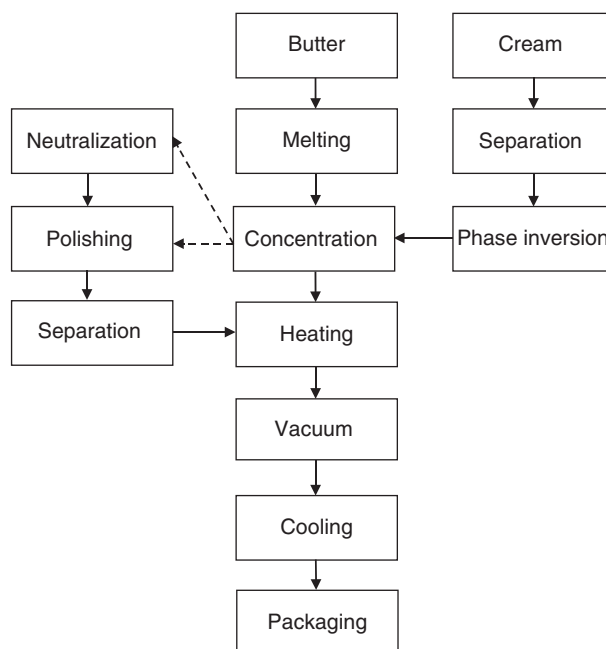 Butter
Cream
Neutralization
Melting
Separation
Polishing
Concentration
Phase inversion
Separation
Heating
Vacuum
Cooling
Packaging